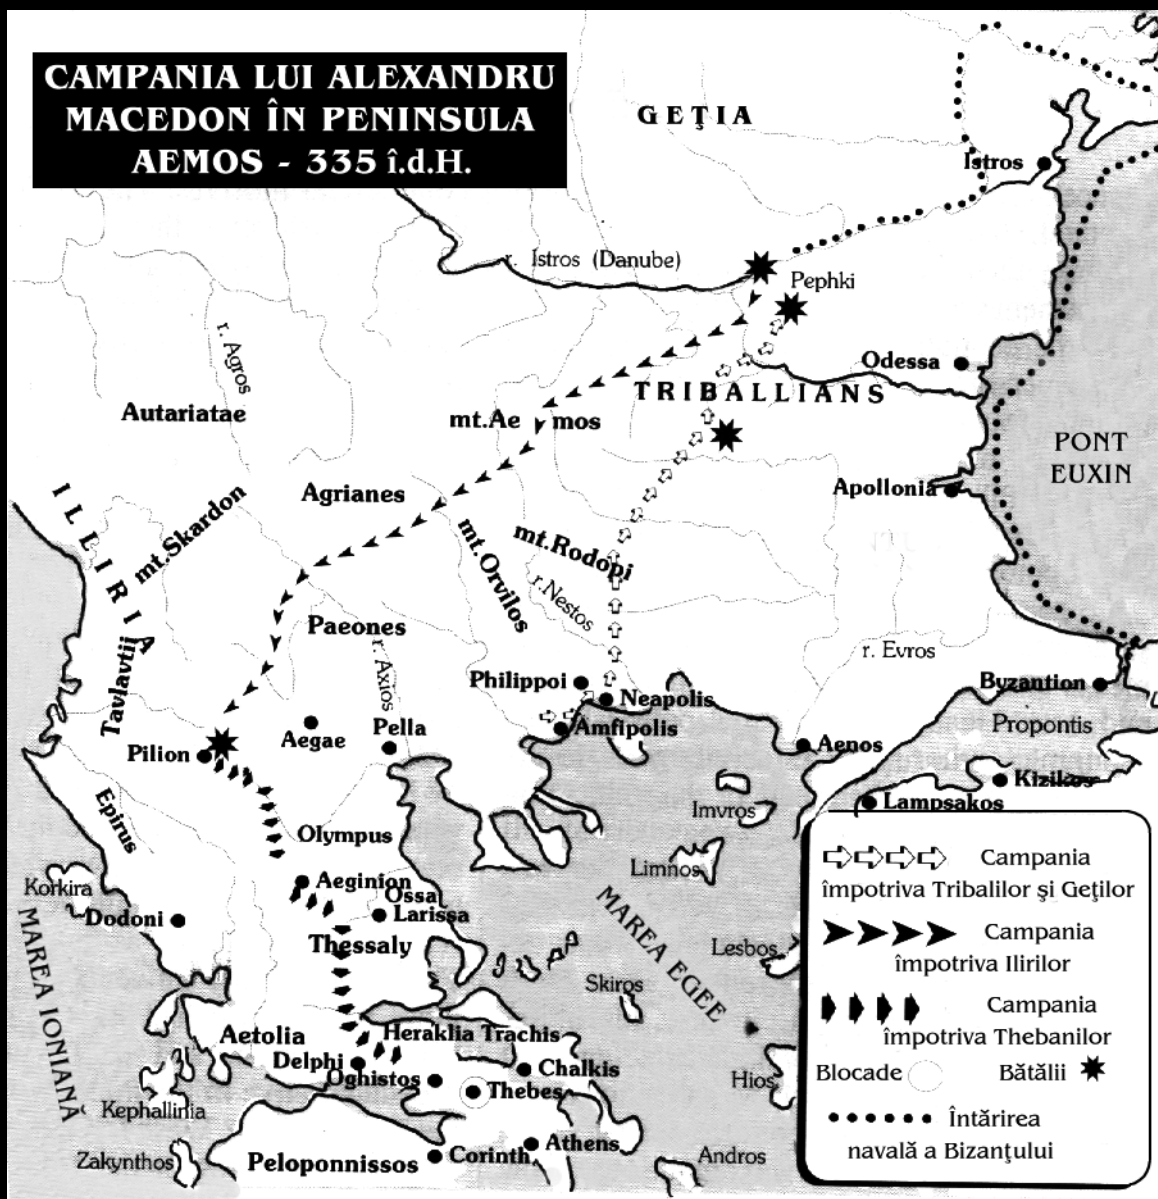 CAMPANIA LUI ALEXANDRU
MACEDON ÎN PENINSULA
AEMOS - 335 î.d.H.
GEŢIA
Istros
r. Istros (Danube)
Pephki
r. Agros
Odessa
TRIBALLIANS
Autariatae
mt.Aemos
PONT
EUXIN
Agrianes
Apollonia
ILLIRIA
mt.Skardon
mt.Orvilos
mt.Rodopi
r.Nestos
Paeones
r. Axios
r. Evros
Tavlavtij
Philippoi
Neapolis
Byzantion
Amfipolis
Propontis
Aegae
Pella
Aenos
Pilion
Kizikos
Lampsakos
Epirus
Imvros
Olympus
Limnos
Korkira
Aeginion
Ossa
Dodoni
Larissa
MAREA EGEE
Thessaly
Lesbos
MAREA IONIANĂ
Skiros
Aetolia
Heraklia Trachis
Delphi
Oghistos
Chalkis
Thebes
Hios
Kephallinia
Athens
Zakynthos
Peloponnissos
Corinth
Andros
Campania
împotriva Tribalilor şi Geţilor
Campania
împotriva Ilirilor
Campania
împotriva Thebanilor
Blocade
Bătălii
Întărirea
navală a Bizanţului